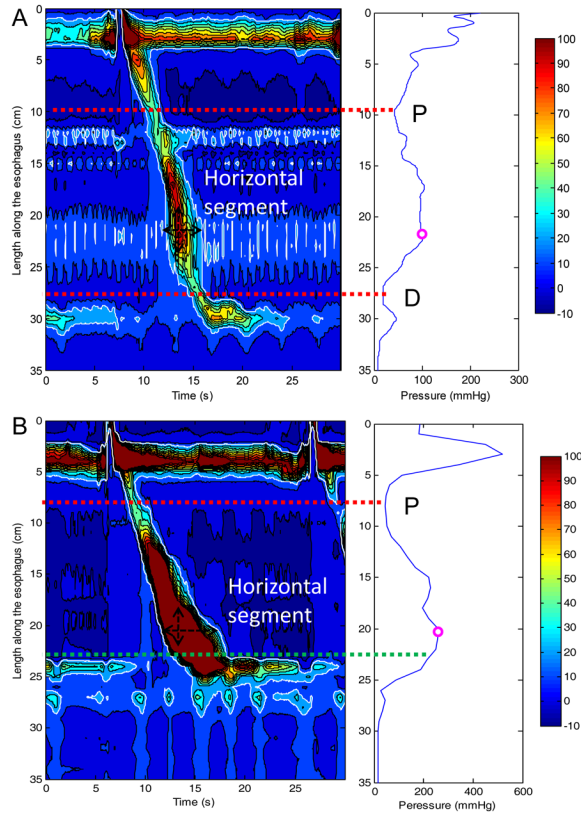 A
0
5
10
15
20
25
30
35
Length along the esophagus (cm)
0 5 10 15 20 25
Time (s)
Horizontal
segment
P
D
0
5
10
15
20
25
30
35
0 100 200 300
Pressure (mmHg)
100
90
80
70
60
50
40
30
20
10
0
-10
B
0
5
10
15
20
25
30
35
Length along the esophagus (cm)
0 5 10 15 20 25
Time (s)
Horizontal
segment
P
0
5
10
15
20
25
30
35
0 200 400 600
Peressure (mmHg)
100
90
80
70
60
50
40
30
20
10
0
-10